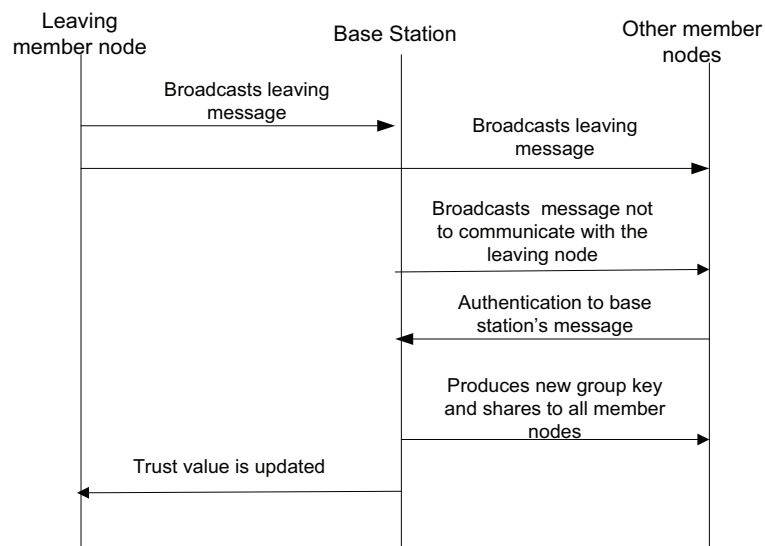 Leaving
member node
Base Station
Other member
nodes
Broadcasts leaving
message
Broadcasts leaving
message
Broadcasts  message not
to communicate with the
leaving node
Authentication to base
station's message
Produces new group key
and shares to all member
nodes
Trust value is updated